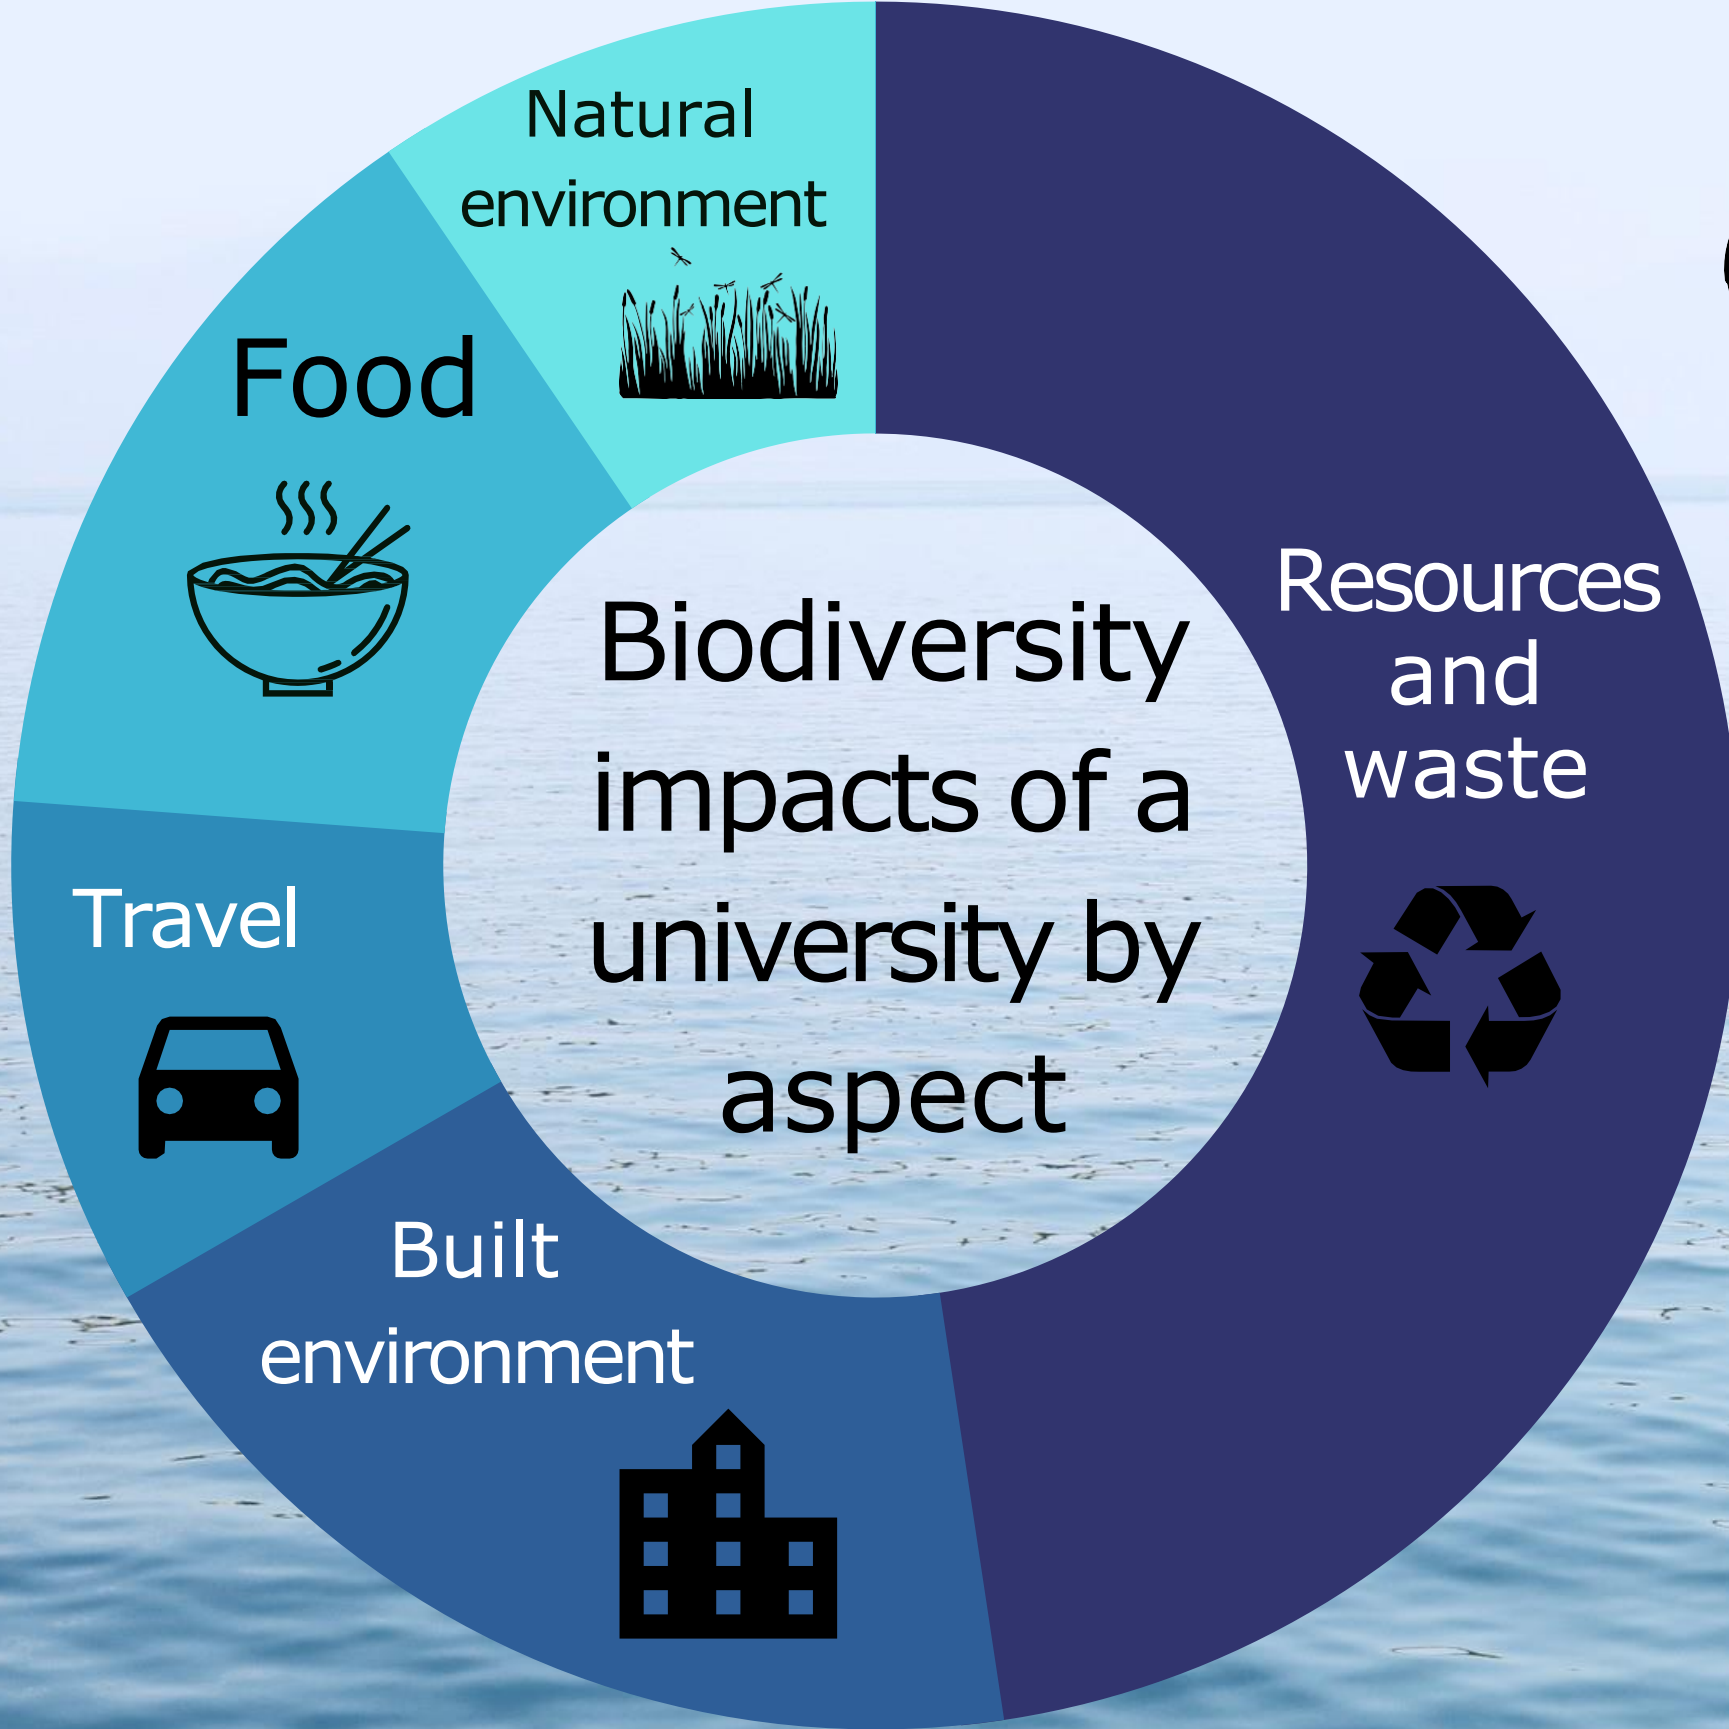 Natural
environment
Food
Travel
Built
environment
Resources
and
waste
Biodiversity
impacts of a
university by
aspect